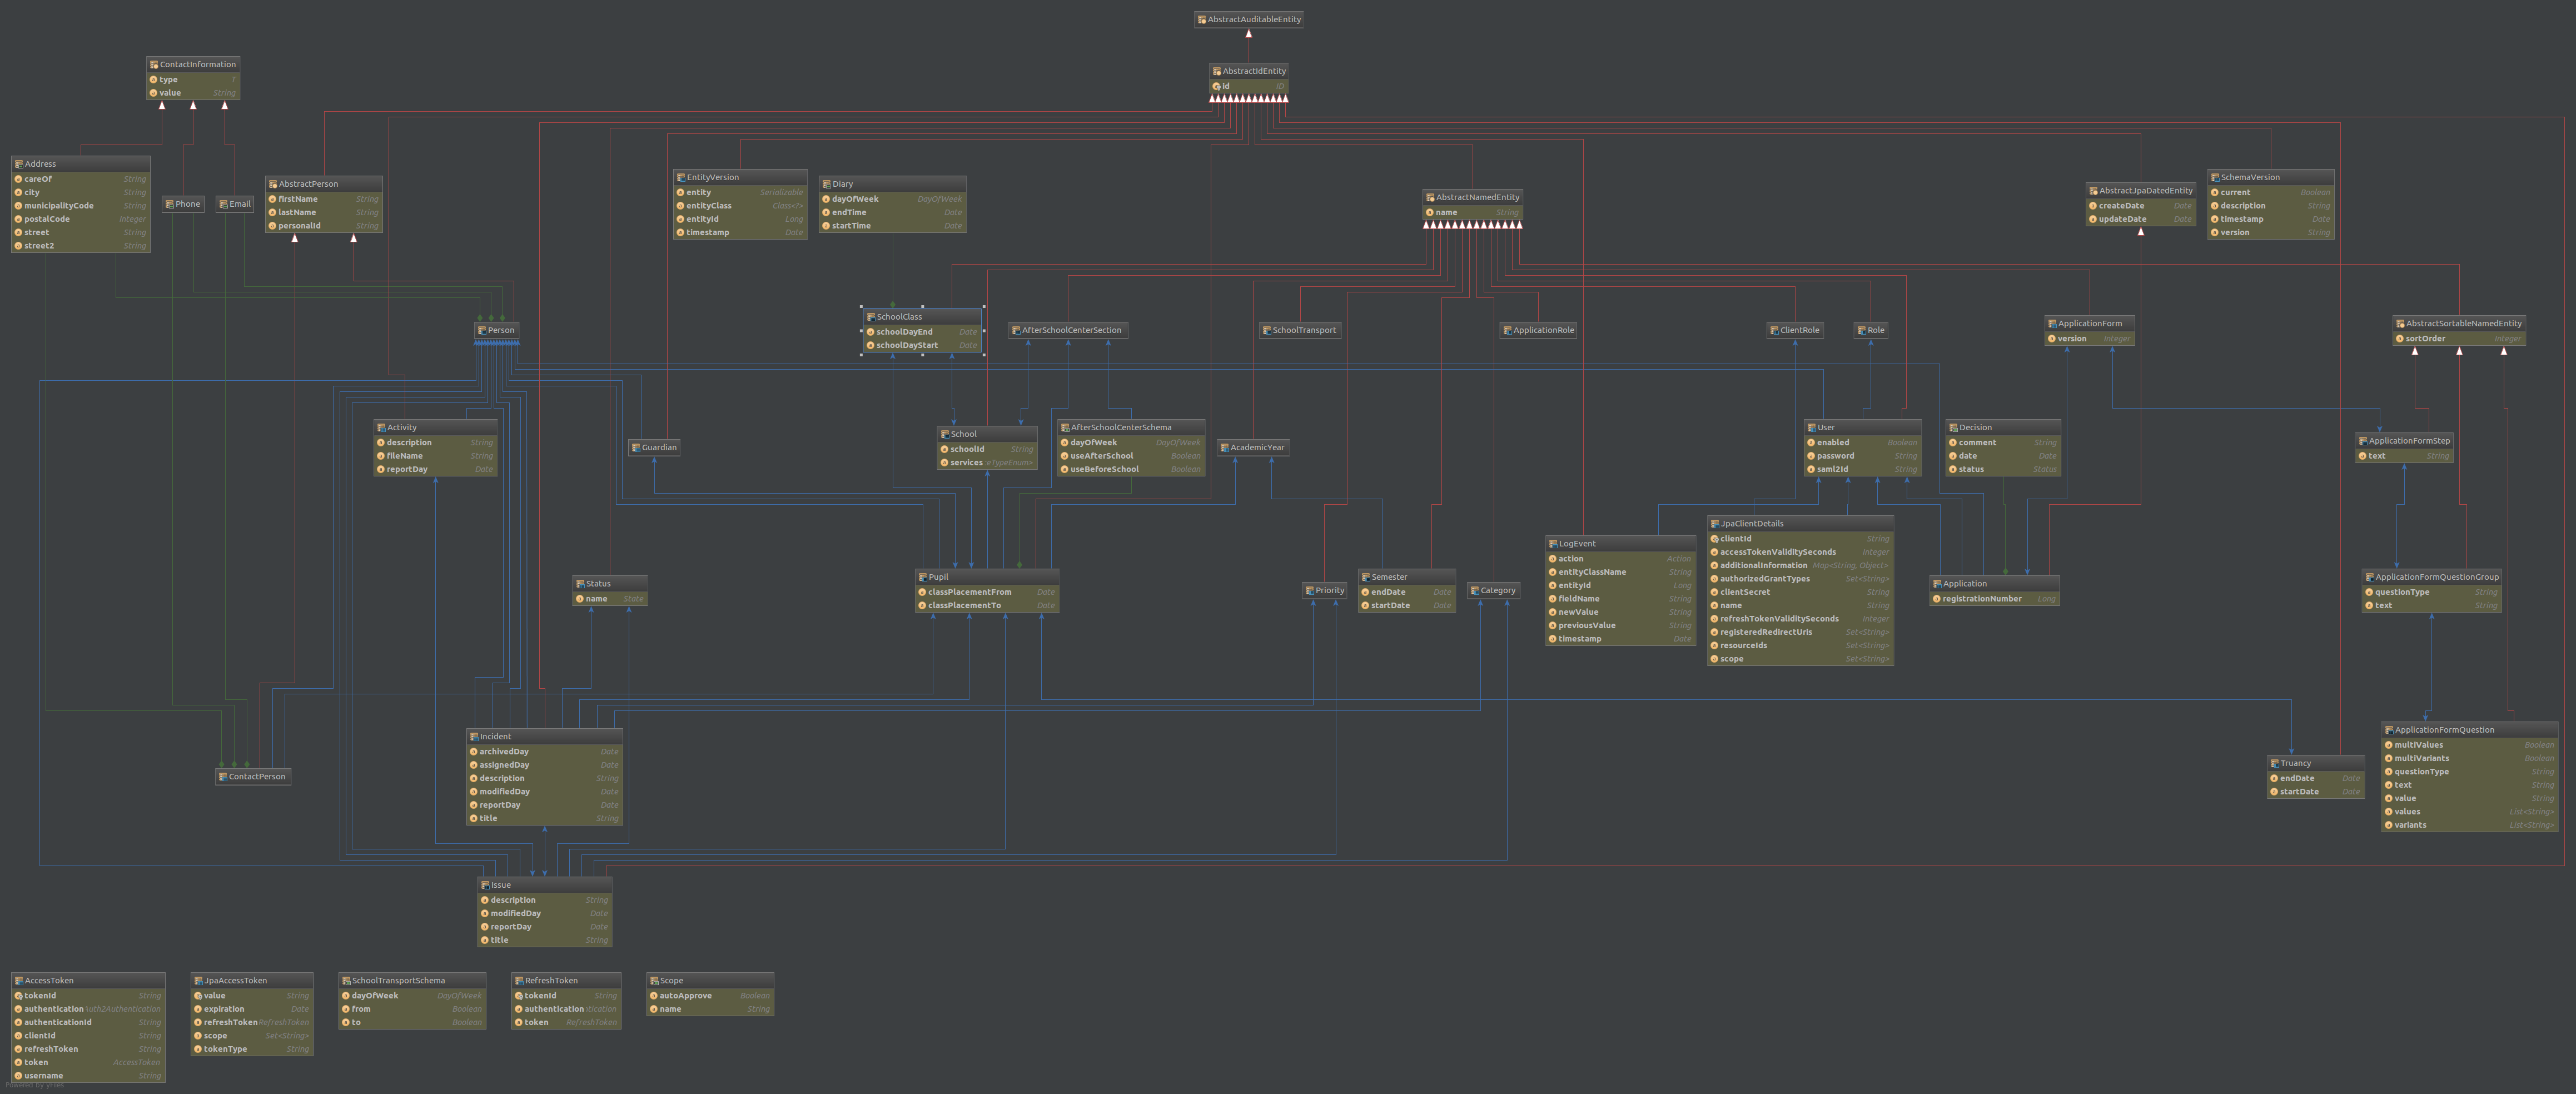 AbstractAuditableEntity
ContactInformation
type T
value String
AbstractIdEntity
id ID
Address
careOf String
city String
municipalityCode String
postalCode Integer
street String
street2 String
Phone
Email
AbstractPerson
firstName String
lastName String
personalId String
EntityVersion
entity Serializable
entityClass Class<?>
entityId Long
timestamp Date
Diary
dayOfWeek DayOfWeek
endTime Date
startTime Date
AbstractNamedEntity
name String
AbstractJpaDatedEntity
createDate Date
updateDate Date
SchemaVersion
current Boolean
description String
timestamp Date
version String
Person
SchoolClass
schoolDayEnd Date
schoolDayStart Date
AfterSchoolCenterSection
SchoolTransport
ApplicationRole
ClientRole
Role
ApplicationForm
version Integer
AbstractSortableNamedEntity
sortOrder Integer
Activity
description String
fileName String
reportDay Date
Guardian
School
schoolId String
services eTypeEnum>
AfterSchoolCenterSchema
dayOfWeek DayOfWeek
useAfterSchool Boolean
useBeforeSchool Boolean
AcademicYear
User
enabled Boolean
password String
saml2Id String
Decision
comment String
date Date
status Status
ApplicationFormStep
text String
Status
name State
Pupil
classPlacementFrom Date
classPlacementTo Date
Priority
Semester
endDate Date
startDate Date
Category
LogEvent
action Action
entityClassName String
entityId Long
fieldName String
newValue String
previousValue String
timestamp Date
JpaClientDetails
clientId String
accessTokenValiditySeconds Integer
additionalInformation Map<String, Object>
authorizedGrantTypes Set<String>
clientSecret String
name String
refreshTokenValiditySeconds Integer
registeredRedirectUris Set<String>
resourceIds Set<String>
scope Set<String>
Application
registrationNumber Long
ApplicationFormQuestionGroup
questionType String
text String
ContactPerson
Incident
archivedDay Date
assignedDay Date
description String
modifiedDay Date
reportDay Date
title String
Truancy
endDate Date
startDate Date
ApplicationFormQuestion
multiValues Boolean
multiVariants Boolean
questionType String
text String
value String
values List<String>
variants List<String>
Issue
description String
modifiedDay Date
reportDay Date
title String
AccessToken
tokenId String
authentication uth2Authentication
authenticationId String
clientId String
refreshToken String
token AccessToken
username String
JpaAccessToken
value String
expiration Date
refreshToken RefreshToken
scope Set<String>
tokenType String
SchoolTransportSchema
dayOfWeek DayOfWeek
from Boolean
to Boolean
RefreshToken
tokenId String
authentication tication
token RefreshToken
Scope
autoApprove Boolean
name String
Powered by yFiles